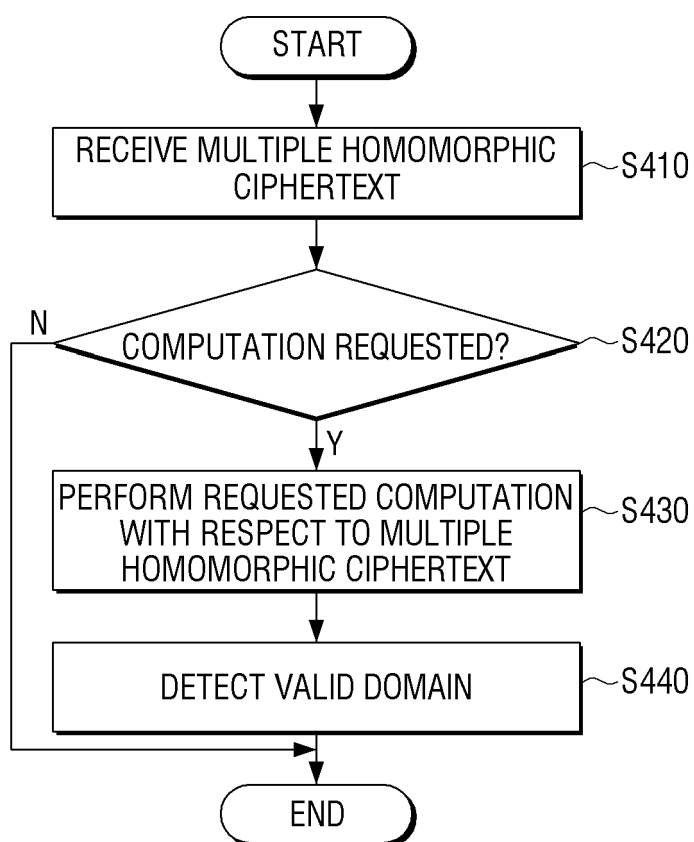 START
RECEIVE MULTIPLE HOMOMORPHIC
CIPHERTEXT
S410
N
COMPUTATION REQUESTED?
S420
Y
PERFORM REQUESTED COMPUTATION
WITH RESPECT TO MULTIPLE
HOMOMORPHIC CIPHERTEXT
S430
DETECT VALID DOMAIN
S440
END